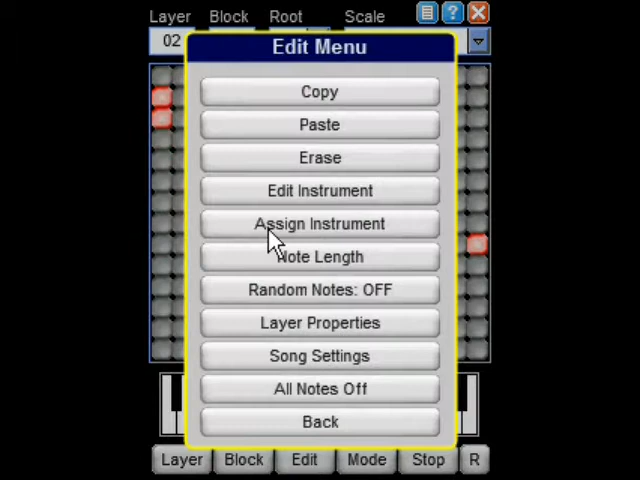 Layer Block Root Scale
02
Edit Menu
Copy
Paste
Erase
Edit Instrument
Assign Instrument
Note Length
Random Notes: OFF
Layer Properties
Song Settings
All Notes Off
Back
Layer Block Edit Mode Stop R